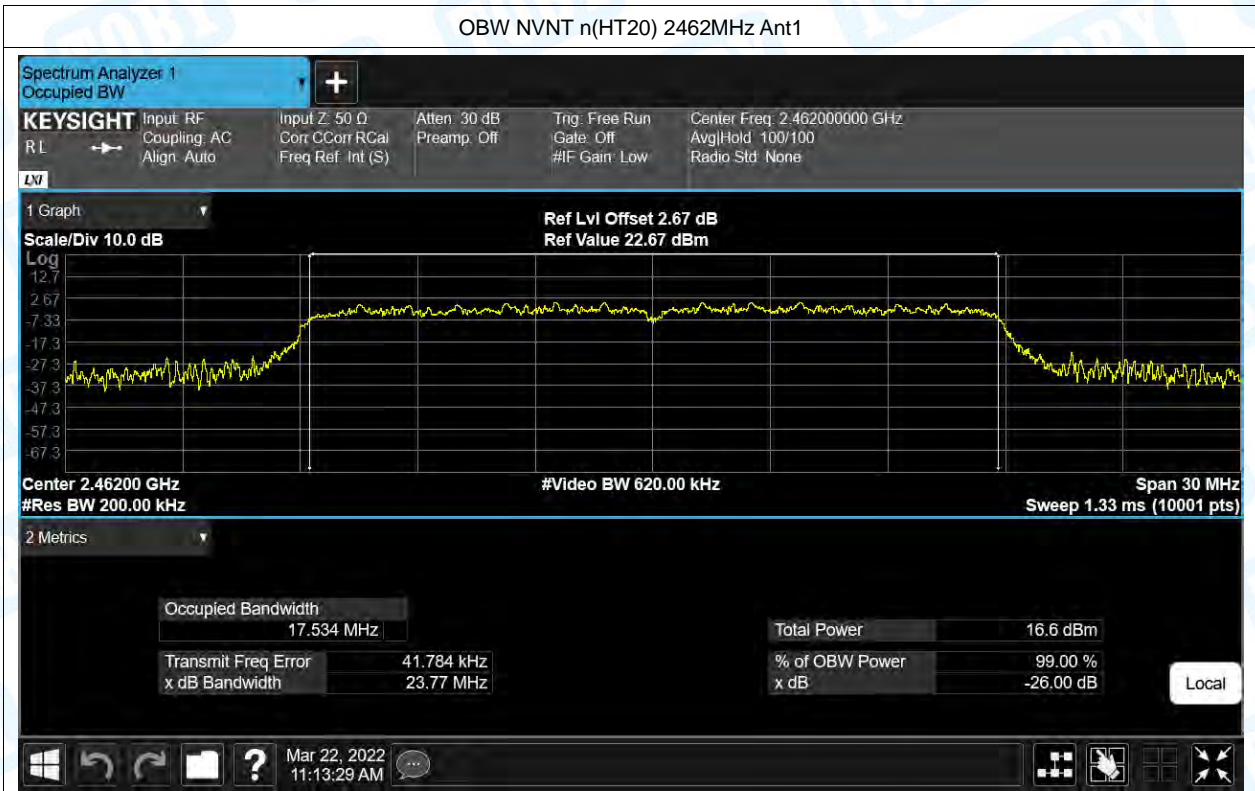 OBW NVNT n(HT20) 2462MHz Ant1
Spectrum Analyzer 1
Occupied BW
KEYSIGHT
R L
LXI
Input: RF
Coupling: AC
Align: Auto
Input Z: 50 Ω
Corr CCorr RCal
Freq Ref: Int (S)
Atten: 30 dB
Preamp: Off
Trig: Free Run
Gate: Off
#IF Gain: Low
Center Freq: 2.462000000 GHz
Avg|Hold: 100/100
Radio Std: None
1 Graph
Scale/Div 10.0 dB
Ref Lvl Offset 2.67 dB
Ref Value 22.67 dBm
Log
12.7
2.67
-7.33
-17.3
-27.3
-37.3
-47.3
-57.3
-67.3
Center 2.46200 GHz
#Video BW 620.00 kHz
Span 30 MHz
#Res BW 200.00 kHz
Sweep 1.33 ms (10001 pts)
2 Metrics
Occupied Bandwidth
17.534 MHz
Total Power 16.6 dBm
Transmit Freq Error 41.784 kHz
% of OBW Power 99.00 %
x dB Bandwidth 23.77 MHz
x dB -26.00 dB
Local
?
Mar 22, 2022
11:13:29 AM